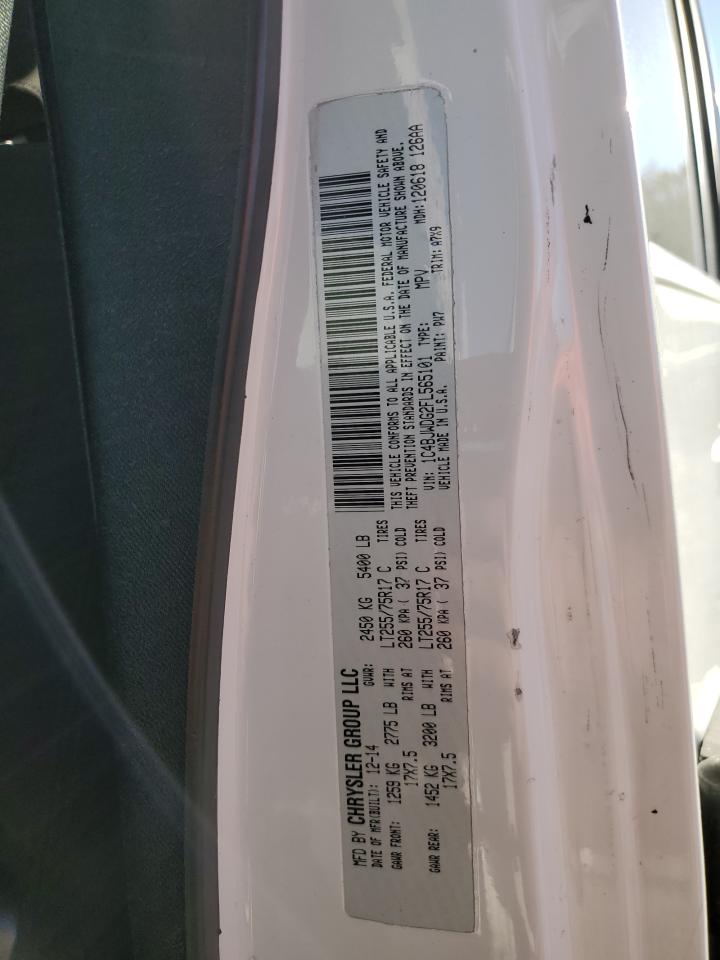 MFD BY CHRYSLER GROUP LLC
DATE OF MFR(BUILT): 12-14 GVWR: 2450 KG 5400 LB
GAWR FRONT: 1259 KG 2775 LB WITH LT255/75R17 C TIRES
17X7.5 RIMS AT 260 KPA ( 37 PSI) COLD
GAWR REAR: 1452 KG 3200 LB WITH LT255/75R17 C TIRES
17X7.5 RIMS AT 260 KPA ( 37 PSI) COLD
THIS VEHICLE CONFORMS TO ALL APPLICABLE U.S.A. FEDERAL MOTOR VEHICLE SAFETY AND
THEFT PREVENTION STANDARDS IN EFFECT ON THE DATE OF MANUFACTURE SHOWN ABOVE.
VIN: 1C4BJWDG2FL565101 TYPE: MPV MDH:120618 126AA
VEHICLE MADE IN U.S.A. PAINT: PW7 TRIM: A7X9